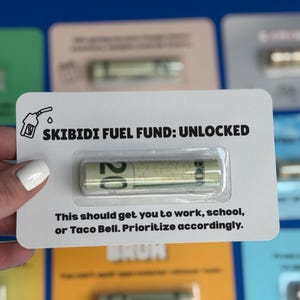 SKIBIDI FUEL FUND: UNLOCKED
20
This should get you to work, school,
or Taco Bell. Prioritize accordingly.